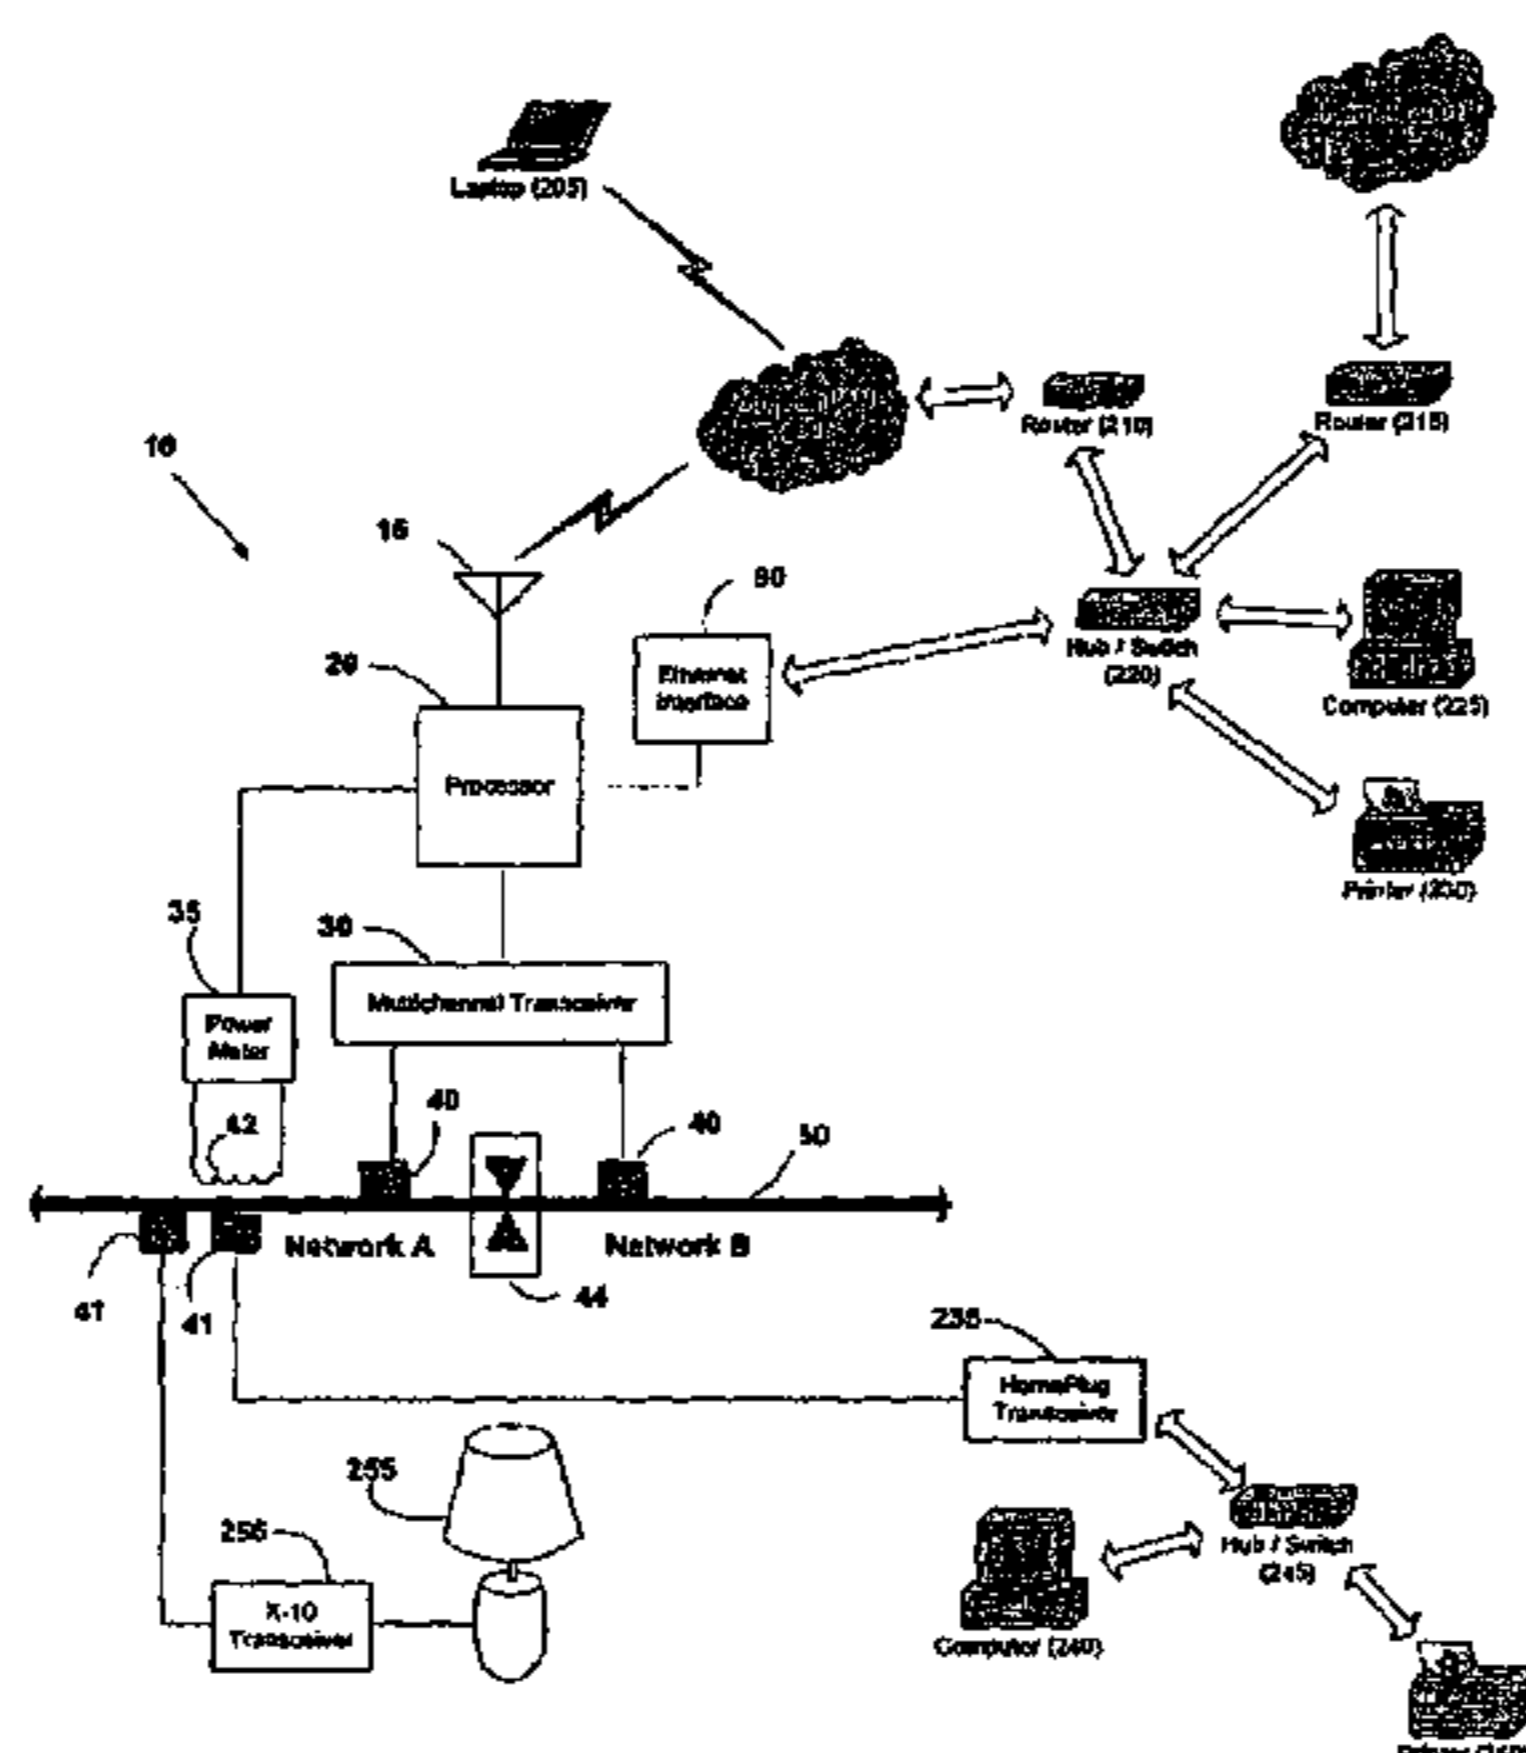 Laptop (205)
10
15
Router (210)
Router (215)
90
20
Ethernet
Interface
Hub / Switch
(220)
Computer (225)
Processor
Printer (230)
35
30
Power
Meter
Multichannel Transceiver
42
40
40
50
Network A
Network B
41
41
44
235
HomePlug
Transceiver
255
256
X-10
Transceiver
Hub / Switch
(245)
Computer (240)